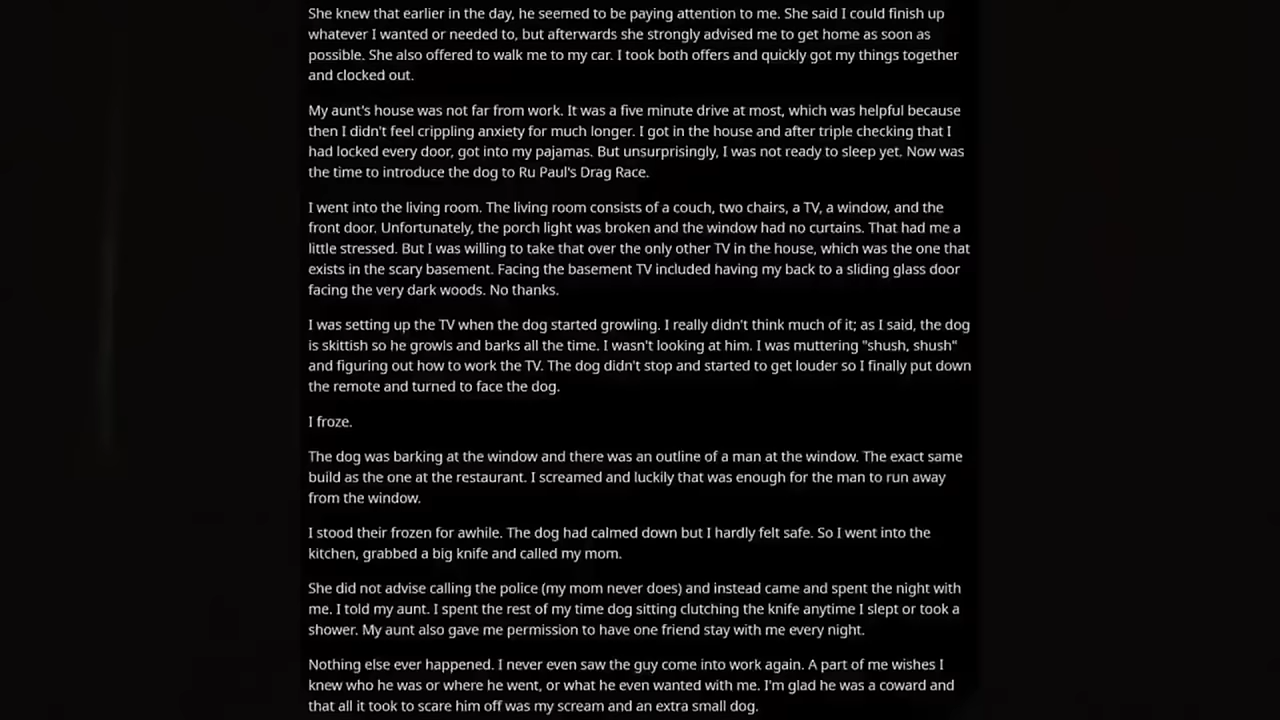 She knew that earlier in the day, he seemed to be paying attention to me. She said I could finish up
whatever I wanted or needed to, but afterwards she strongly advised me to get home as soon as
possible. She also offered to walk me to my car. I took both offers and quickly got my things together
and clocked out.
My aunt's house was not far from work. It was a five minute drive at most, which was helpful because
then I didn't feel crippling anxiety for much longer. I got in the house and after triple checking that I
had locked every door, got into my pajamas. But unsurprisingly, I was not ready to sleep yet. Now was
the time to introduce the dog to Ru Paul's Drag Race.
I went into the living room. The living room consists of a couch, two chairs, a TV, a window, and the
front door. Unfortunately, the porch light was broken and the window had no curtains. That had me a
little stressed. But I was willing to take that over the only other TV in the house, which was the one that
exists in the scary basement. Facing the basement TV included having my back to a sliding glass door
facing the very dark woods. No thanks.
I was setting up the TV when the dog started growling. I really didn't think much of it; as I said, the dog
is skittish so he growls and barks all the time. I wasn't looking at him. I was muttering "shush, shush"
and figuring out how to work the TV. The dog didn't stop and started to get louder so I finally put down
the remote and turned to face the dog.
I froze.
The dog was barking at the window and there was an outline of a man at the window. The exact same
build as the one at the restaurant. I screamed and luckily that was enough for the man to run away
from the window.
I stood their frozen for awhile. The dog had calmed down but I hardly felt safe. So I went into the
kitchen, grabbed a big knife and called my mom.
She did not advise calling the police (my mom never does) and instead came and spent the night with
me. I told my aunt. I spent the rest of my time dog sitting clutching the knife anytime I slept or took a
shower. My aunt also gave me permission to have one friend stay with me every night.
Nothing else ever happened. I never even saw the guy come into work again. A part of me wishes I
knew who he was or where he went, or what he even wanted with me. I'm glad he was a coward and
that all it took to scare him off was my scream and an extra small dog.